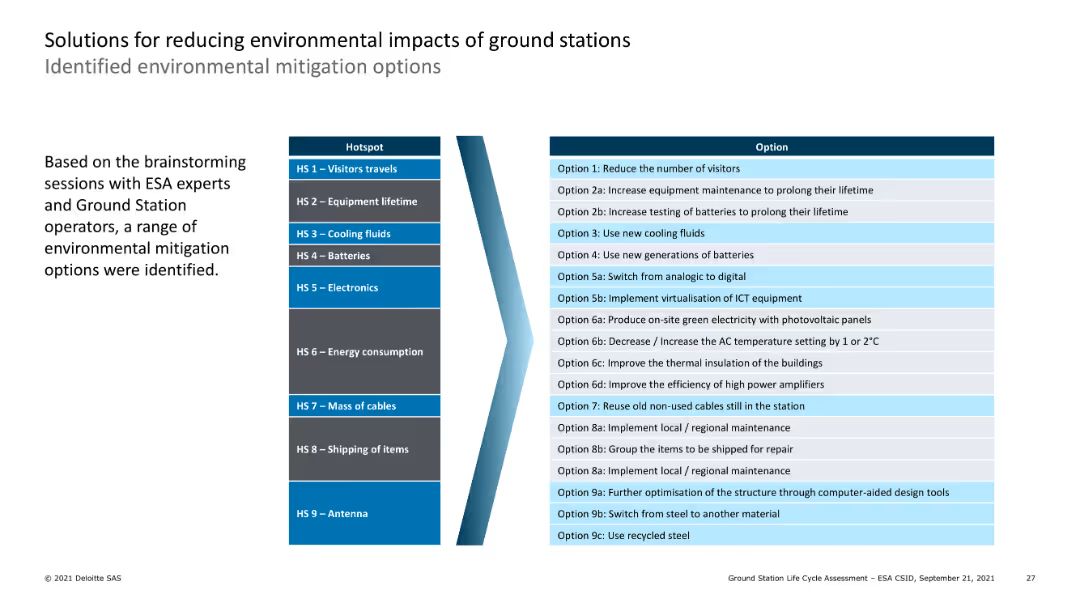 Solutions for reducing environmental impacts of ground stations
Identified environmental mitigation options
Based on the brainstorming
sessions with ESA experts
and Ground Station
operators, a range of
environmental mitigation
options were identified.
Hotspot
HS 1 – Visitors travels
HS 2 – Equipment lifetime
HS 3 – Cooling fluids
HS 4 – Batteries
HS 5 – Electronics
HS 6 – Energy consumption
HS 7 – Mass of cables
HS 8 – Shipping of items
HS 9 – Antenna
Option
Option 1: Reduce the number of visitors
Option 2a: Increase equipment maintenance to prolong their lifetime
Option 2b: Increase testing of batteries to prolong their lifetime
Option 3: Use new cooling fluids
Option 4: Use new generations of batteries
Option 5a: Switch from analogic to digital
Option 5b: Implement virtualisation of ICT equipment
Option 6a: Produce on-site green electricity with photovoltaic panels
Option 6b: Decrease / Increase the AC temperature setting by 1 or 2°C
Option 6c: Improve the thermal insulation of the buildings
Option 6d: Improve the efficiency of high power amplifiers
Option 7: Reuse old non-used cables still in the station
Option 8a: Implement local / regional maintenance
Option 8b: Group the items to be shipped for repair
Option 8a: Implement local / regional maintenance
Option 9a: Further optimisation of the structure through computer-aided design tools
Option 9b: Switch from steel to another material
Option 9c: Use recycled steel
© 2021 Deloitte SAS
Ground Station Life Cycle Assessment – ESA CSID, September 21, 2021
27